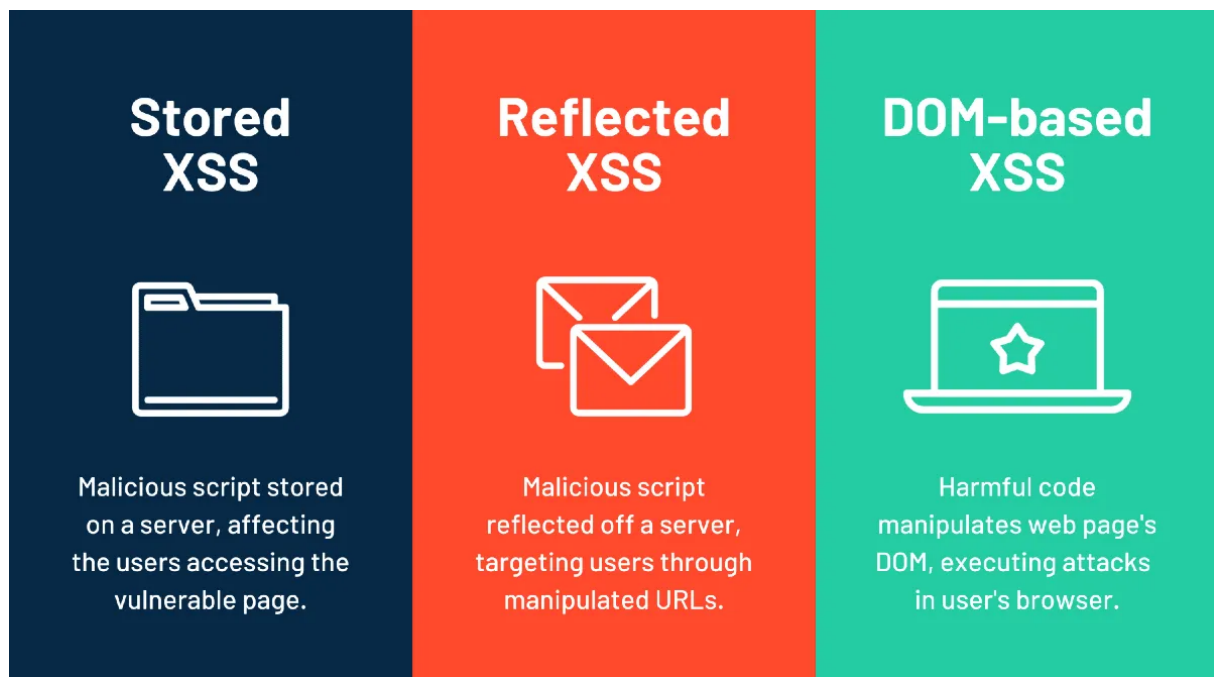 Stored
XSS
Malicious script stored
on a server, affecting
the users accessing the
vulnerable page.
Reflected
XSS
Malicious script
reflected off a server,
targeting users through
manipulated URLs.
DOM-based
XSS
Harmful code
manipulates web page's
DOM, executing attacks
in user's browser.